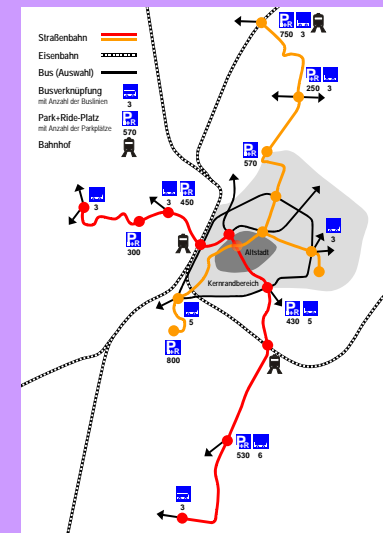 Straßenbahn
Eisenbahn
Bus (Auswahl)
Busverknüpfung
mit Anzahl der Buslinien
3
Park+Ride-Platz
mit Anzahl der Parkplätze
P+R
570
Bahnhof
P+R
750 3
P+R
250 3
P+R
570
P+R
3 450
3
P+R
300
3
Altstadt
Kernrandbereich
P+R
430 5
5
P+R
800
P+R
530 6
3